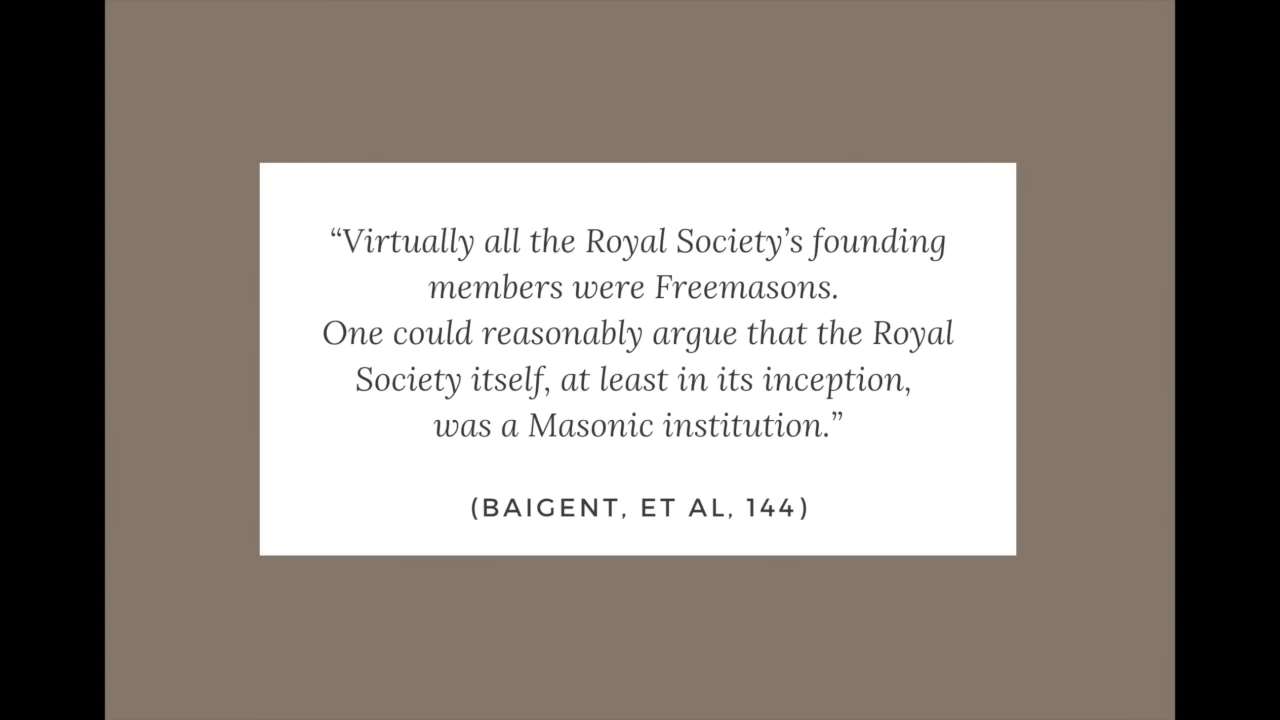 “Virtually all the Royal Society’s founding
members were Freemasons.
One could reasonably argue that the Royal
Society itself, at least in its inception,
was a Masonic institution.”
(BAIGENT, ET AL, 144)